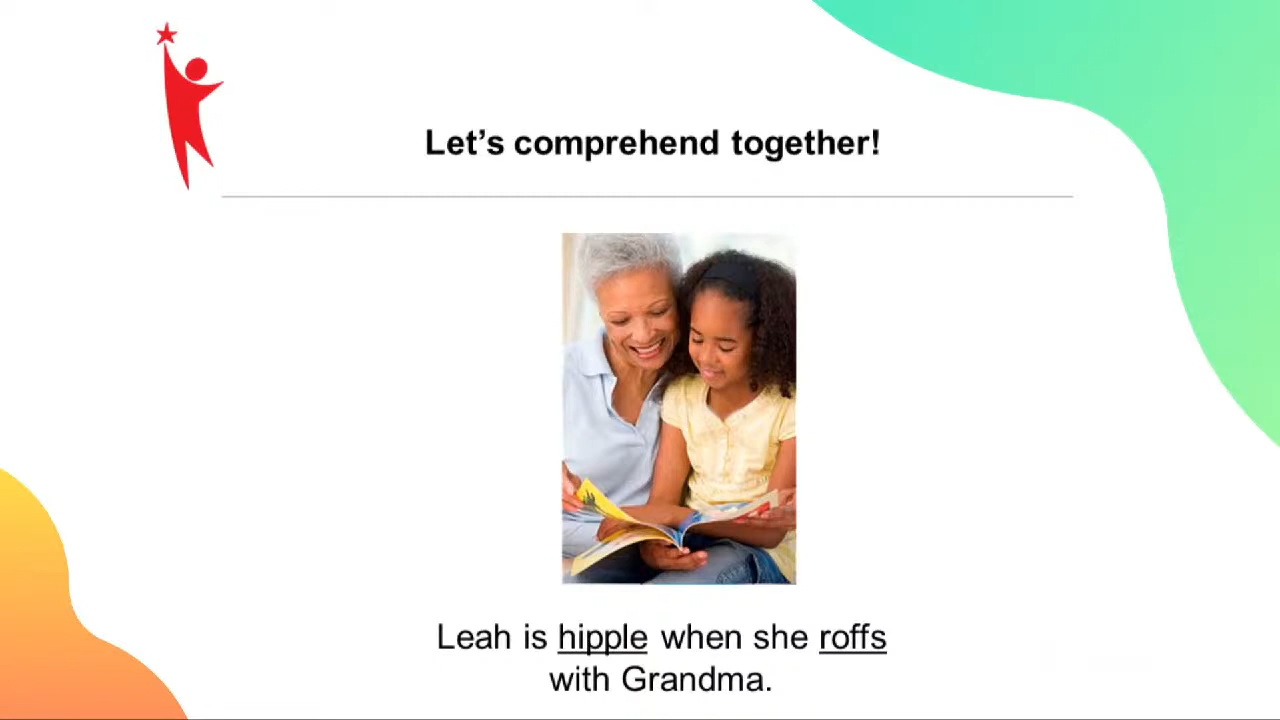 Let’s comprehend together!
Leah is hipple when she roffs
with Grandma.